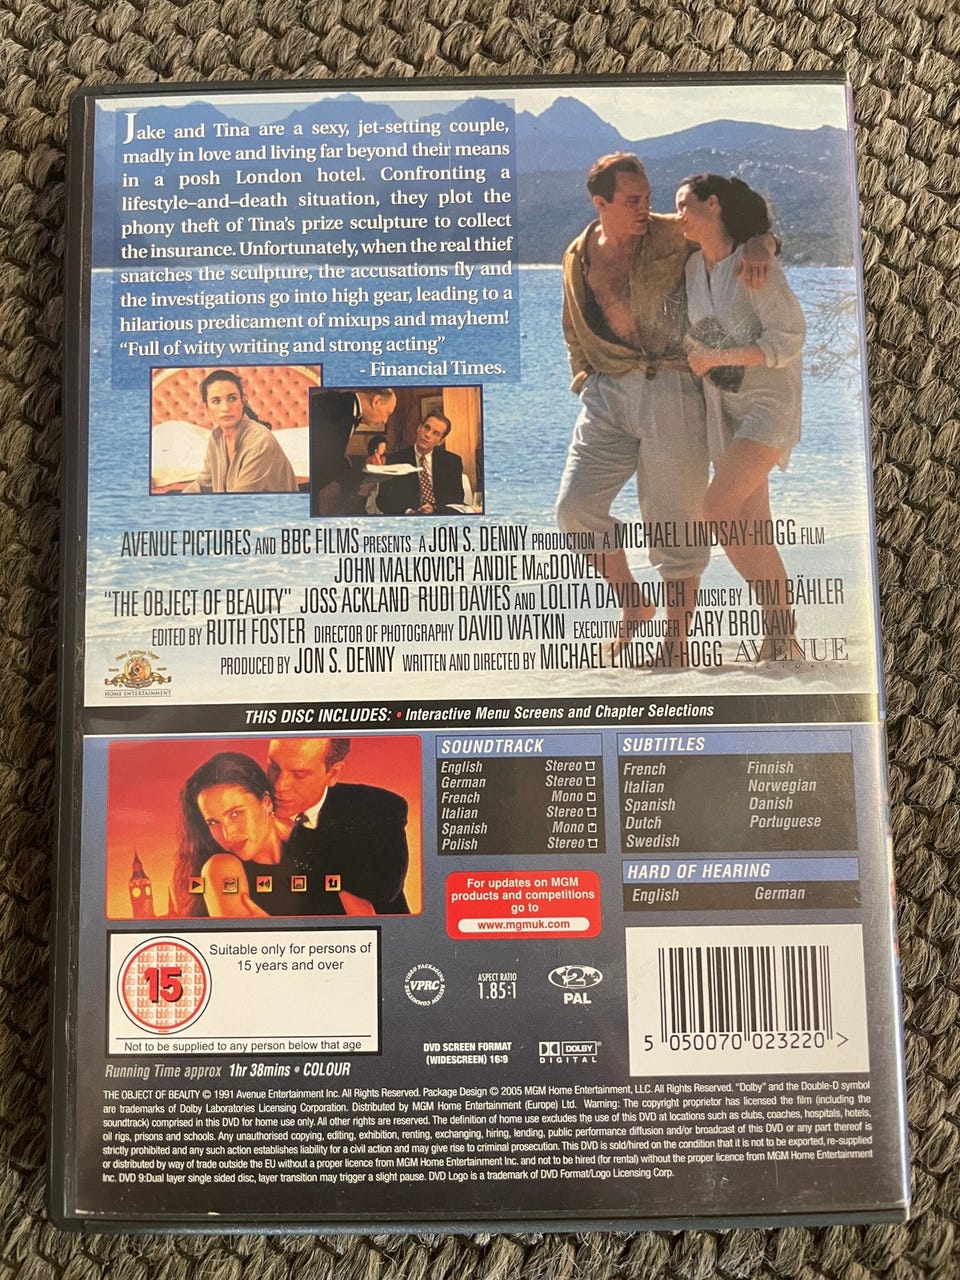 Jake and Tina are a sexy, jet-setting couple,
madly in love and living far beyond their means
in a posh London hotel. Confronting a
lifestyle–and–death situation, they plot the
phony theft of Tina's prize sculpture to collect
the insurance. Unfortunately, when the real thief
snatches the sculpture, the accusations fly and
the investigations go into high gear, leading to a
hilarious predicament of mixups and mayhem!
“Full of witty writing and strong acting”
- Financial Times.
AVENUE PICTURES AND BBC FILMS PRESENTS A JON S. DENNY PRODUCTION A MICHAEL LINDSAY-HOGG FILM
JOHN MALKOVICH ANDIE MACDOWELL
"THE OBJECT OF BEAUTY" JOSS ACKLAND RUDI DAVIES AND LOLITA DAVIDOVICH MUSIC BY TOM BÄHLER
EDITED BY RUTH FOSTER DIRECTOR OF PHOTOGRAPHY DAVID WATKIN EXECUTIVE PRODUCER CARY BROKAW
PRODUCED BY JON S. DENNY WRITTEN AND DIRECTED BY MICHAEL LINDSAY-HOGG AVENUE
PICTURES
HOME ENTERTAINMENT
THIS DISC INCLUDES: • Interactive Menu Screens and Chapter Selections
SOUNDTRACK
English Stereo
German Stereo
French Mono
Italian Stereo
Spanish Mono
Polish Stereo
SUBTITLES
French Finnish
Italian Norwegian
Spanish Danish
Dutch Portuguese
Swedish
HARD OF HEARING
English German
For updates on MGM
products and competitions
go to
www.mgmuk.com
15
Suitable only for persons of
15 years and over
Not to be supplied to any person below that age
VIDEO PACKAGING REVIEW COMMITTEE
VPRC
ASPECT RATIO
1.85:1
2
PAL
DVD SCREEN FORMAT
(WIDESCREEN) 16:9
DOLBY
DIGITAL
5 050070 023220 >
Running Time approx 1hr 38mins • COLOUR
THE OBJECT OF BEAUTY © 1991 Avenue Entertainment Inc. All Rights Reserved. Package Design © 2005 MGM Home Entertainment, LLC. All Rights Reserved. “Dolby” and the Double-D symbol
are trademarks of Dolby Laboratories Licensing Corporation. Distributed by MGM Home Entertainment (Europe) Ltd. Warning: The copyright proprietor has licensed the film (including the
soundtrack) comprised in this DVD for home use only. All other rights are reserved. The definition of home use excludes the use of this DVD at locations such as clubs, coaches, hospitals, hotels,
oil rigs, prisons and schools. Any unauthorised copying, editing, exhibition, renting, exchanging, hiring, lending, public performance diffusion and/or broadcast of this DVD or any part thereof is
strictly prohibited and any such action establishes liability for a civil action and may give rise to criminal prosecution. This DVD is sold/hired on the condition that it is not to be exported, re-supplied
or distributed by way of trade outside the EU without a proper licence from MGM Home Entertainment Inc. and not to be hired (for rental) without the proper licence from MGM Home Entertainment
Inc. DVD 9:Dual layer single sided disc, layer transition may trigger a slight pause. DVD Logo is a trademark of DVD Format/Logo Licensing Corp.